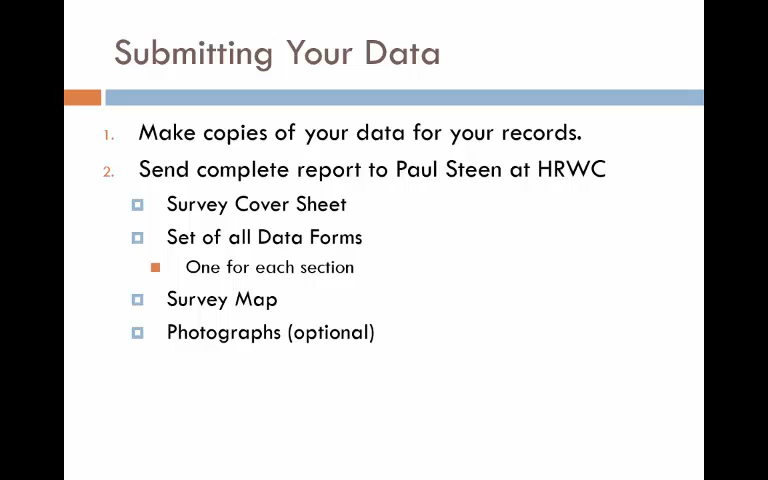 Submitting Your Data
1. Make copies of your data for your records.
2. Send complete report to Paul Steen at HRWC
Survey Cover Sheet
Set of all Data Forms
One for each section
Survey Map
Photographs (optional)